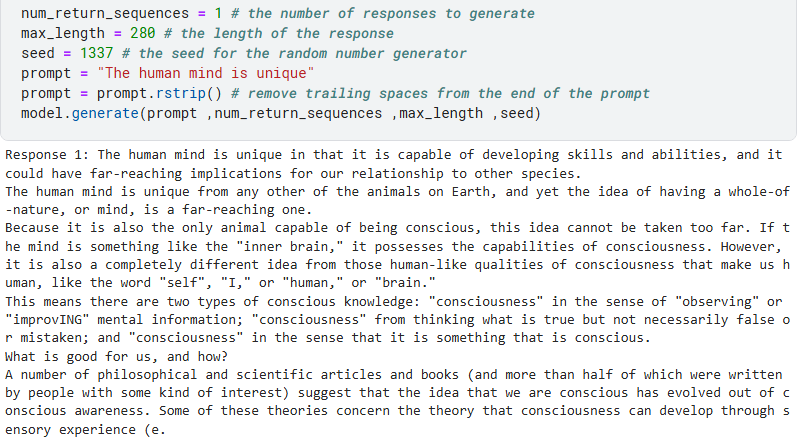 num_return_sequences = 1 # the number of responses to generate
max_length = 280 # the length of the response
seed = 1337 # the seed for the random number generator
prompt = "The human mind is unique"
prompt = prompt.rstrip() # remove trailing spaces from the end of the prompt
model.generate(prompt ,num_return_sequences ,max_length ,seed)
Response 1: The human mind is unique in that it is capable of developing skills and abilities, and it
could have far-reaching implications for our relationship to other species.
The human mind is unique from any other of the animals on Earth, and yet the idea of having a whole-of
-nature, or mind, is a far-reaching one.
Because it is also the only animal capable of being conscious, this idea cannot be taken too far. If t
he mind is something like the "inner brain," it possesses the capabilities of consciousness. However,
it is also a completely different idea from those human-like qualities of consciousness that make us h
uman, like the word "self", "I," or "human," or "brain."
This means there are two types of conscious knowledge: "consciousness" in the sense of "observing" or
"improvING" mental information; "consciousness" from thinking what is true but not necessarily false o
r mistaken; and "consciousness" in the sense that it is something that is conscious.
What is good for us, and how?
A number of philosophical and scientific articles and books (and more than half of which were written
by people with some kind of interest) suggest that the idea that we are conscious has evolved out of c
onscious awareness. Some of these theories concern the theory that consciousness can develop through s
ensory experience (e.